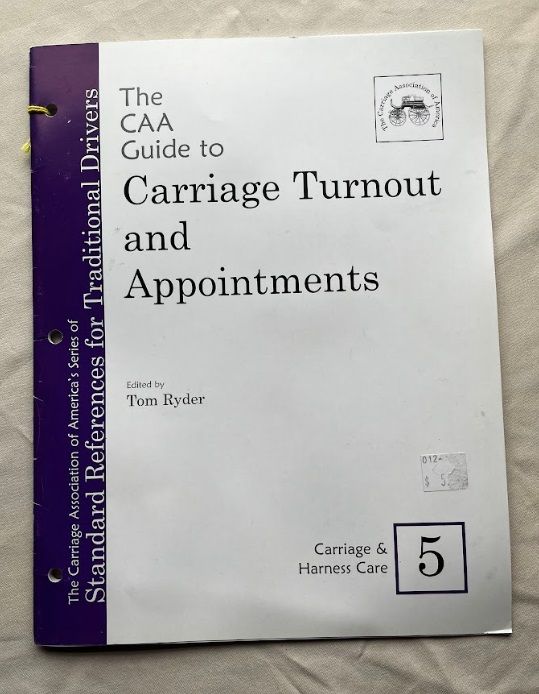 The Carriage Association of America's Series of
Standard References for Traditional Drivers
The
CAA
Guide to
Carriage Turnout
and
Appointments
The Carriage Association of America
Edited by
Tom Ryder
012-
$ 5
Carriage &
Harness Care
5